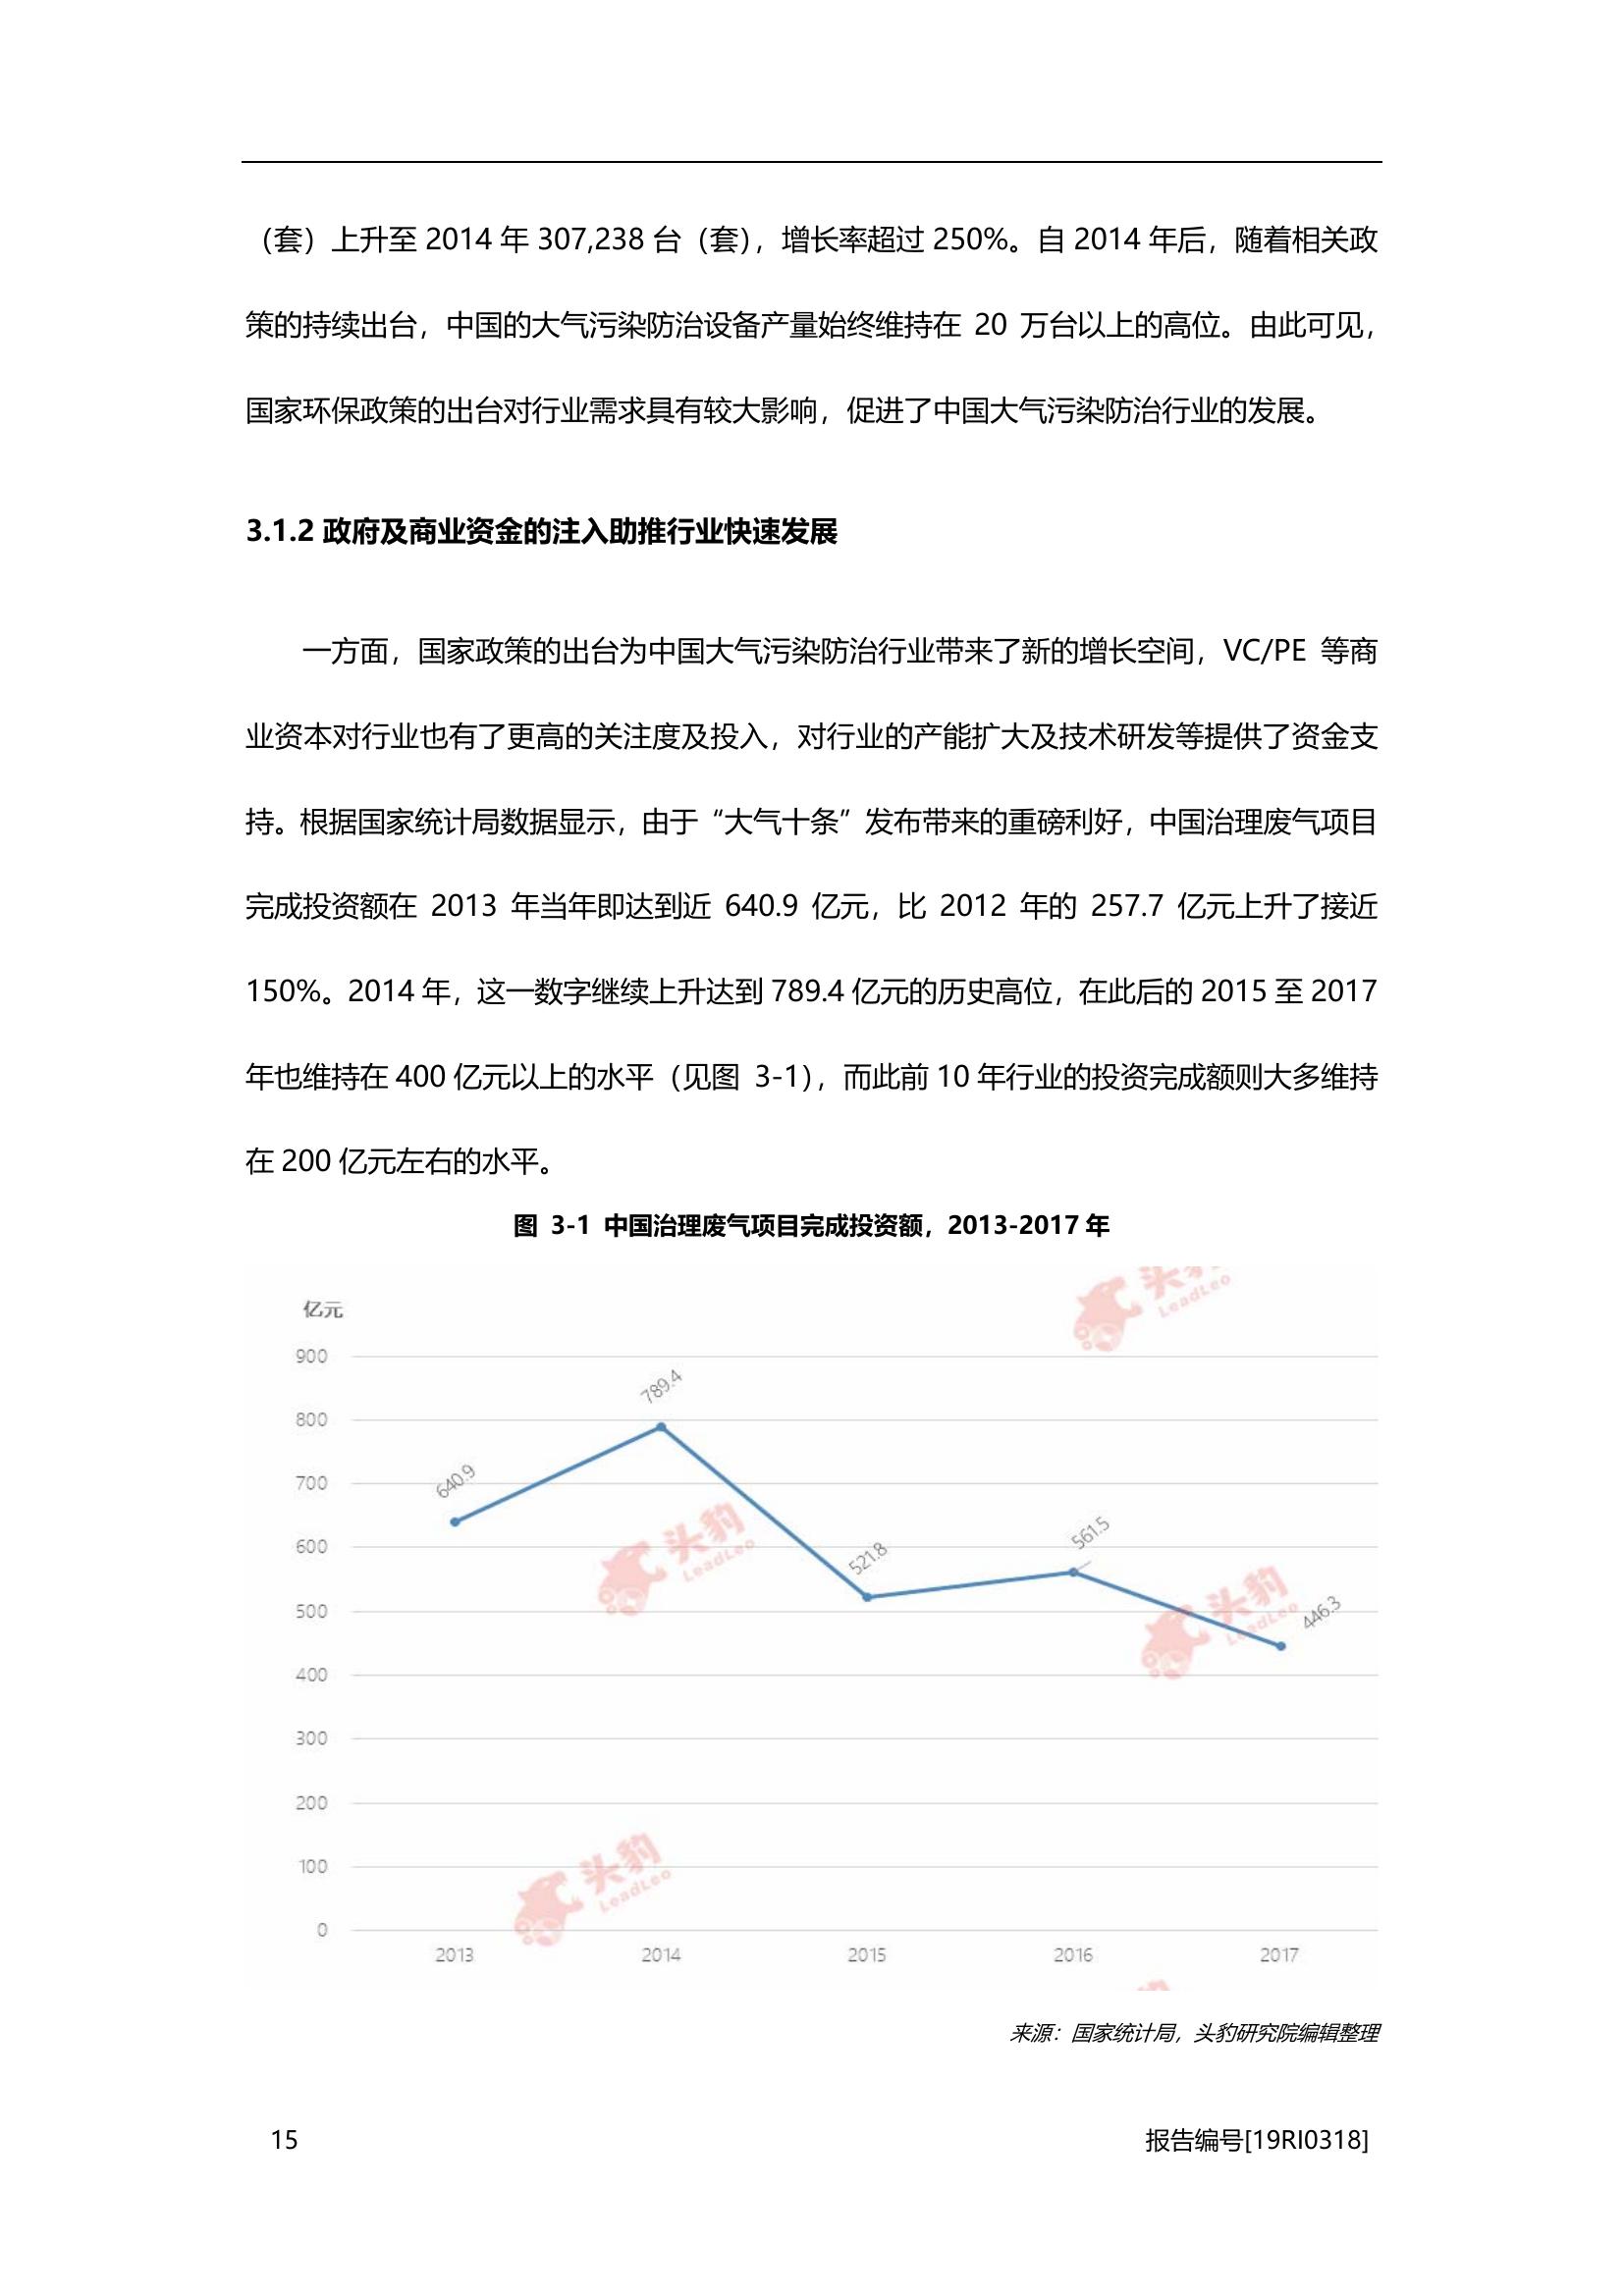 （套）上升至 2014 年 307,238 台（套），增长率超过 250%。自 2014 年后，随着相关政
策的持续出台，中国的大气污染防治设备产量始终维持在 20 万台以上的高位。由此可见，
国家环保政策的出台对行业需求具有较大影响，促进了中国大气污染防治行业的发展。
3.1.2 政府及商业资金的注入助推行业快速发展
一方面，国家政策的出台为中国大气污染防治行业带来了新的增长空间，VC/PE 等商
业资本对行业也有了更高的关注度及投入，对行业的产能扩大及技术研发等提供了资金支
持。根据国家统计局数据显示，由于“大气十条”发布带来的重磅利好，中国治理废气项目
完成投资额在 2013 年当年即达到近 640.9 亿元，比 2012 年的 257.7 亿元上升了接近
150%。2014 年，这一数字继续上升达到 789.4 亿元的历史高位，在此后的 2015 至 2017
年也维持在 400 亿元以上的水平（见图 3-1），而此前 10 年行业的投资完成额则大多维持
在 200 亿元左右的水平。
图 3-1 中国治理废气项目完成投资额，2013-2017 年
亿元
900
800
700
600
500
400
300
200
100
0
640.9
789.4
521.8
561.5
446.3
2013
2014
2015
2016
2017
头豹
LeadLeo
头豹
LeadLeo
头豹
LeadLeo
头豹
LeadLeo
来源：国家统计局，头豹研究院编辑整理
15
报告编号[19RI0318]